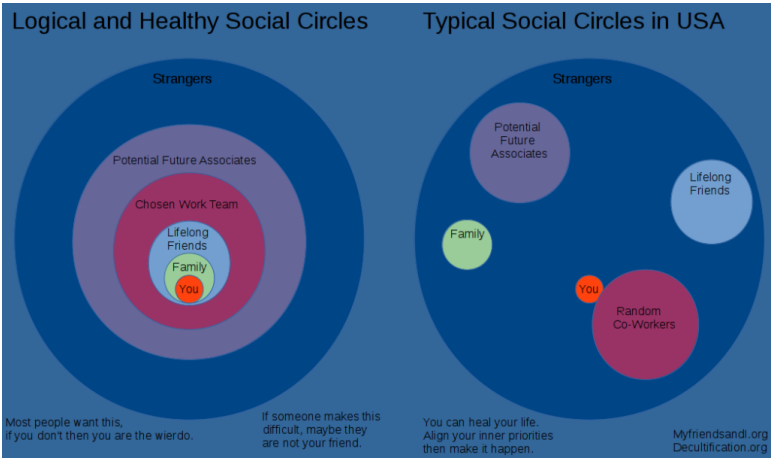 Logical and Healthy Social Circles
Strangers
Potential Future Associates
Chosen Work Team
Lifelong
Friends
Family
You
Most people want this,
if you don't then you are the wierdo.
If someone makes this
difficult, maybe they
are not your friend.
Typical Social Circles in USA
Strangers
Potential
Future
Associates
Lifelong
Friends
Family
You
Random
Co-Workers
You can heal your life.
Align your inner priorities
then make it happen.
Myfriendsandi.org
Decultification.org